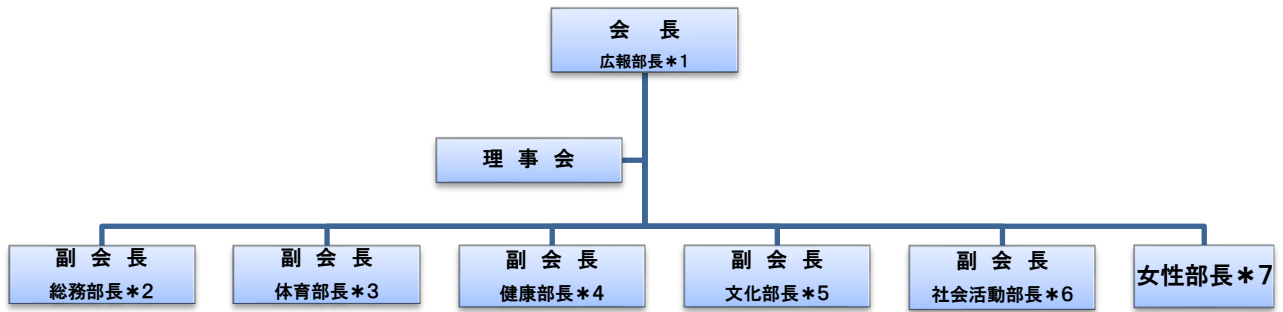 会 長
広報部長*1
理 事 会
副 会 長
総務部長*2
副 会 長
体育部長*3
副 会 長
健康部長*4
副 会 長
文化部長*5
副 会 長
社会活動部長*6
女性部長*7